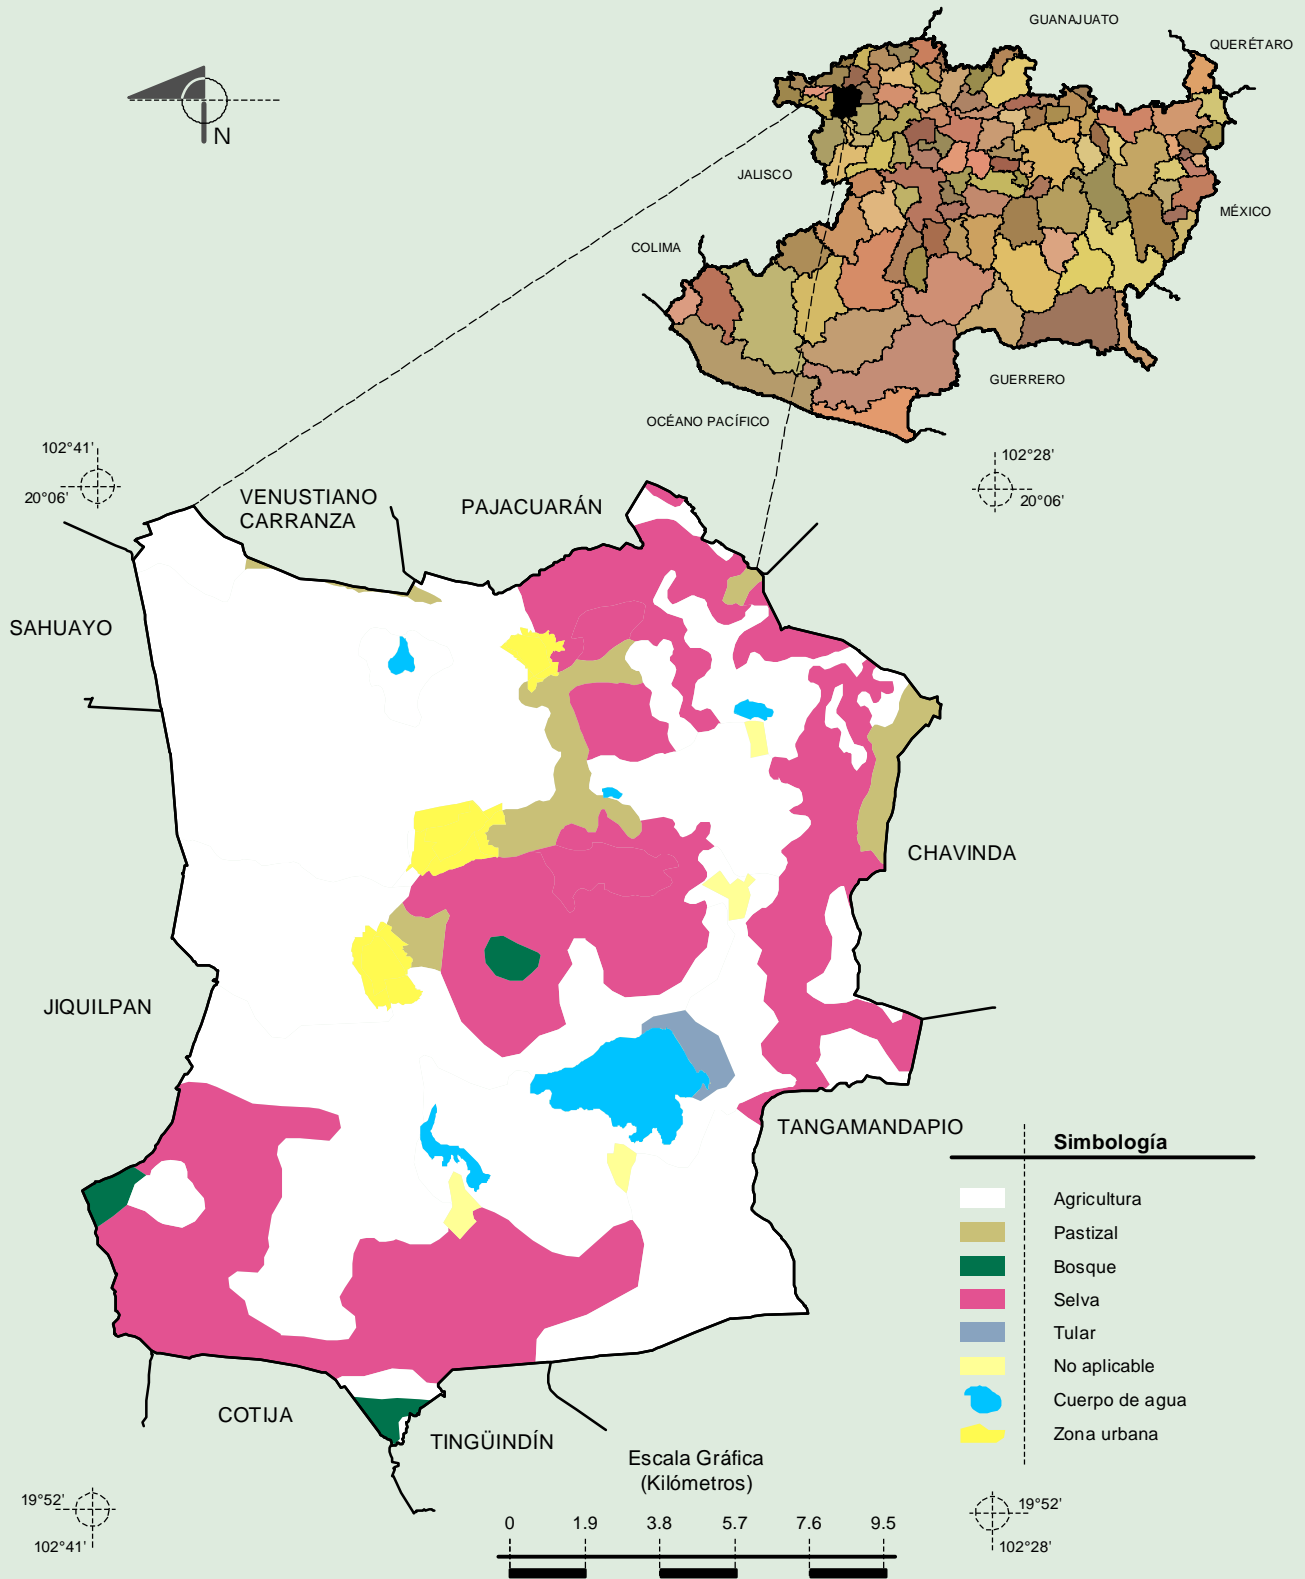 GUANAJUATO
QUERÉTARO
N
JALISCO
MÉXICO
COLIMA
GUERRERO
OCÉANO PACÍFICO
102°41'
20°06'
102°28'
20°06'
VENUSTIANO
CARRANZA
PAJACUARÁN
SAHUAYO
CHAVINDA
JIQUILPAN
TANGAMANDAPIO
Simbología
Agricultura
Pastizal
Bosque
Selva
Tular
No aplicable
Cuerpo de agua
Zona urbana
COTIJA
TINGÜINDÍN
Escala Gráfica
(Kilómetros)
0 1.9 3.8 5.7 7.6 9.5
19°52'
102°41'
19°52'
102°28'